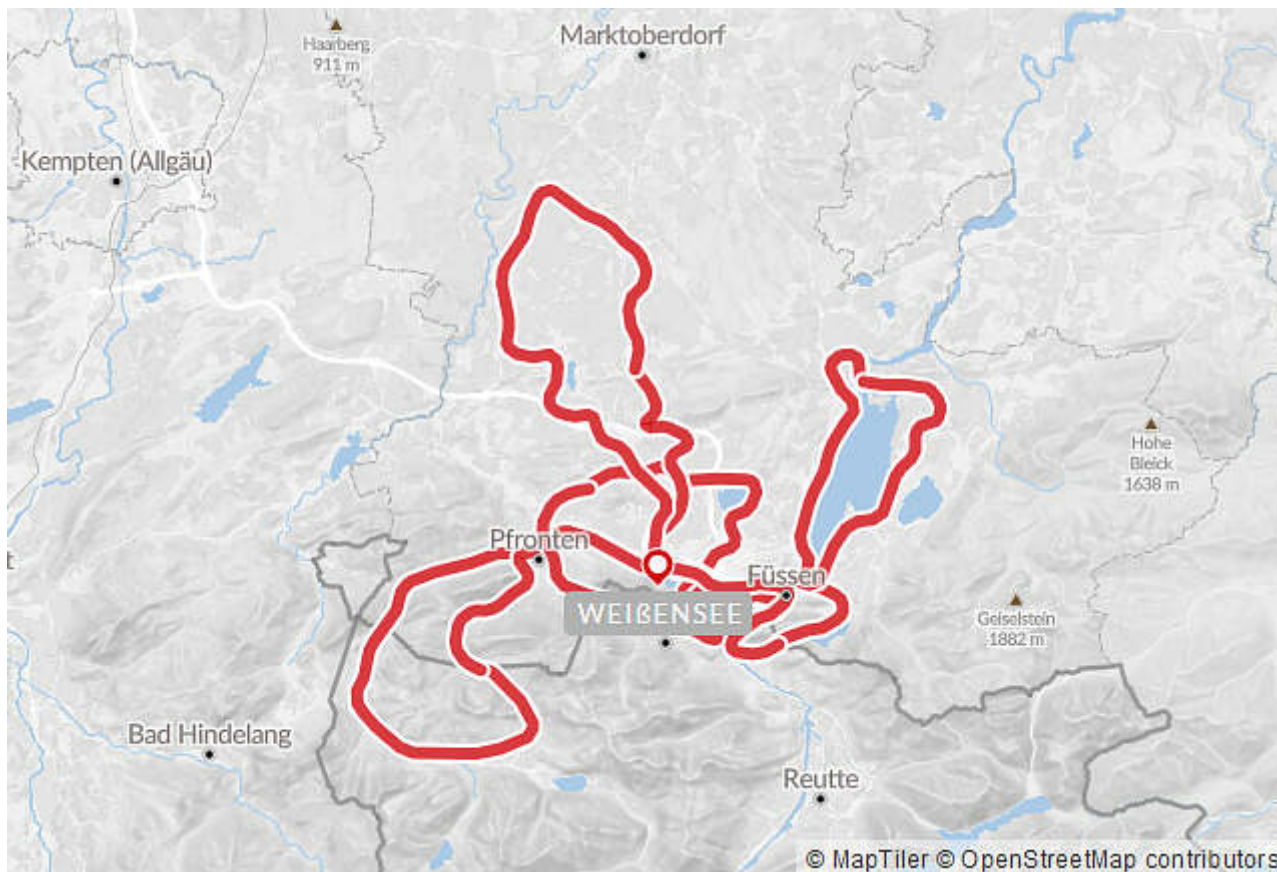 Marktoberdorf
Haarberg
911 m
Kempten (Allgäu)
Hohe
Bleick
1638 m
Pfronten
Füssen
WEIßENSEE
Geiselstein
1882 m
Bad Hindelang
Reutte
© MapTiler © OpenStreetMap contributors